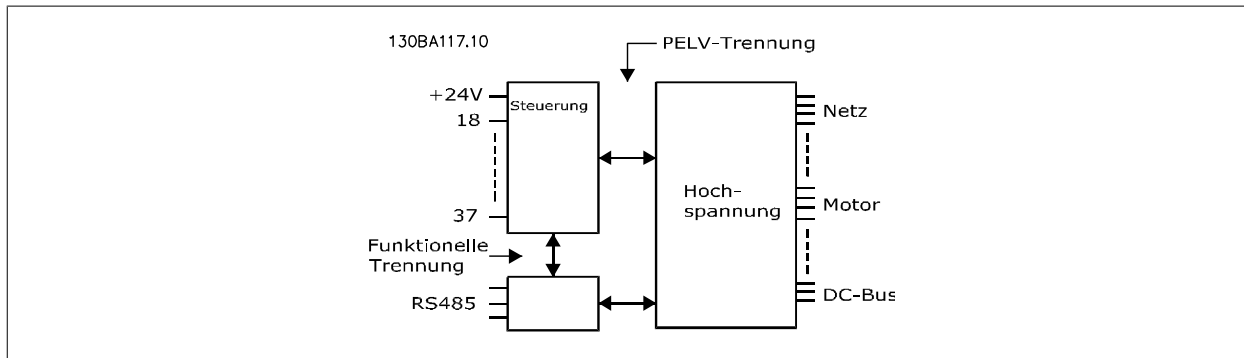 130BA117.10
PELV-Trennung
+24V
Steuerung
18
37
Hoch-
spannung
Netz
Motor
DC-Bus
Funktionelle
Trennung
RS485